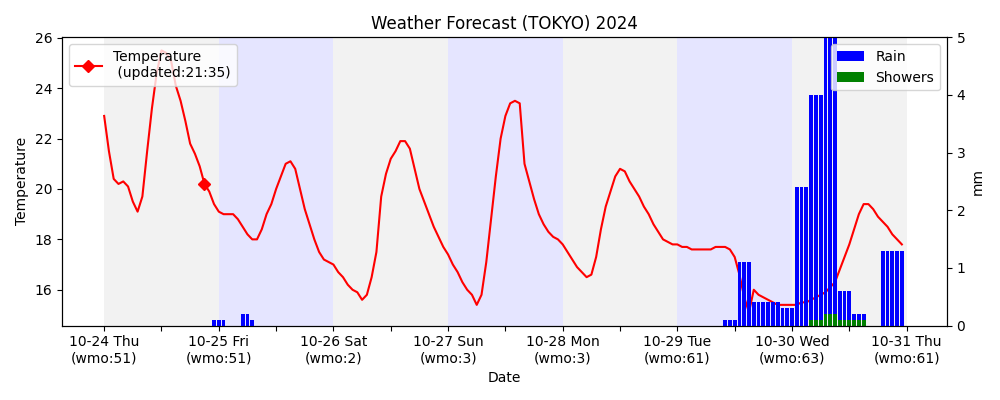 Weather Forecast (TOKYO) 2024
Temperature
(updated:21:35)
Rain
Showers
26
24
22
20
18
16
Temperature
5
4
3
2
1
0
mm
10-24 Thu
(wmo:51)
10-25 Fri
(wmo:51)
10-26 Sat
(wmo:2)
10-27 Sun
(wmo:3)
10-28 Mon
(wmo:3)
10-29 Tue
(wmo:61)
10-30 Wed
(wmo:63)
10-31 Thu
(wmo:61)
Date